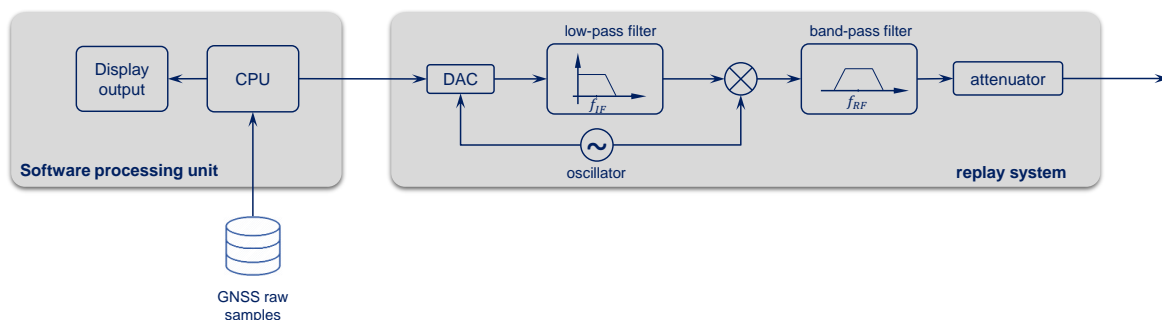 Display
output
CPU
Software processing unit
GNSS raw
samples
DAC
low-pass filter
f_IF
oscillator
band-pass filter
f_RF
attenuator
replay system